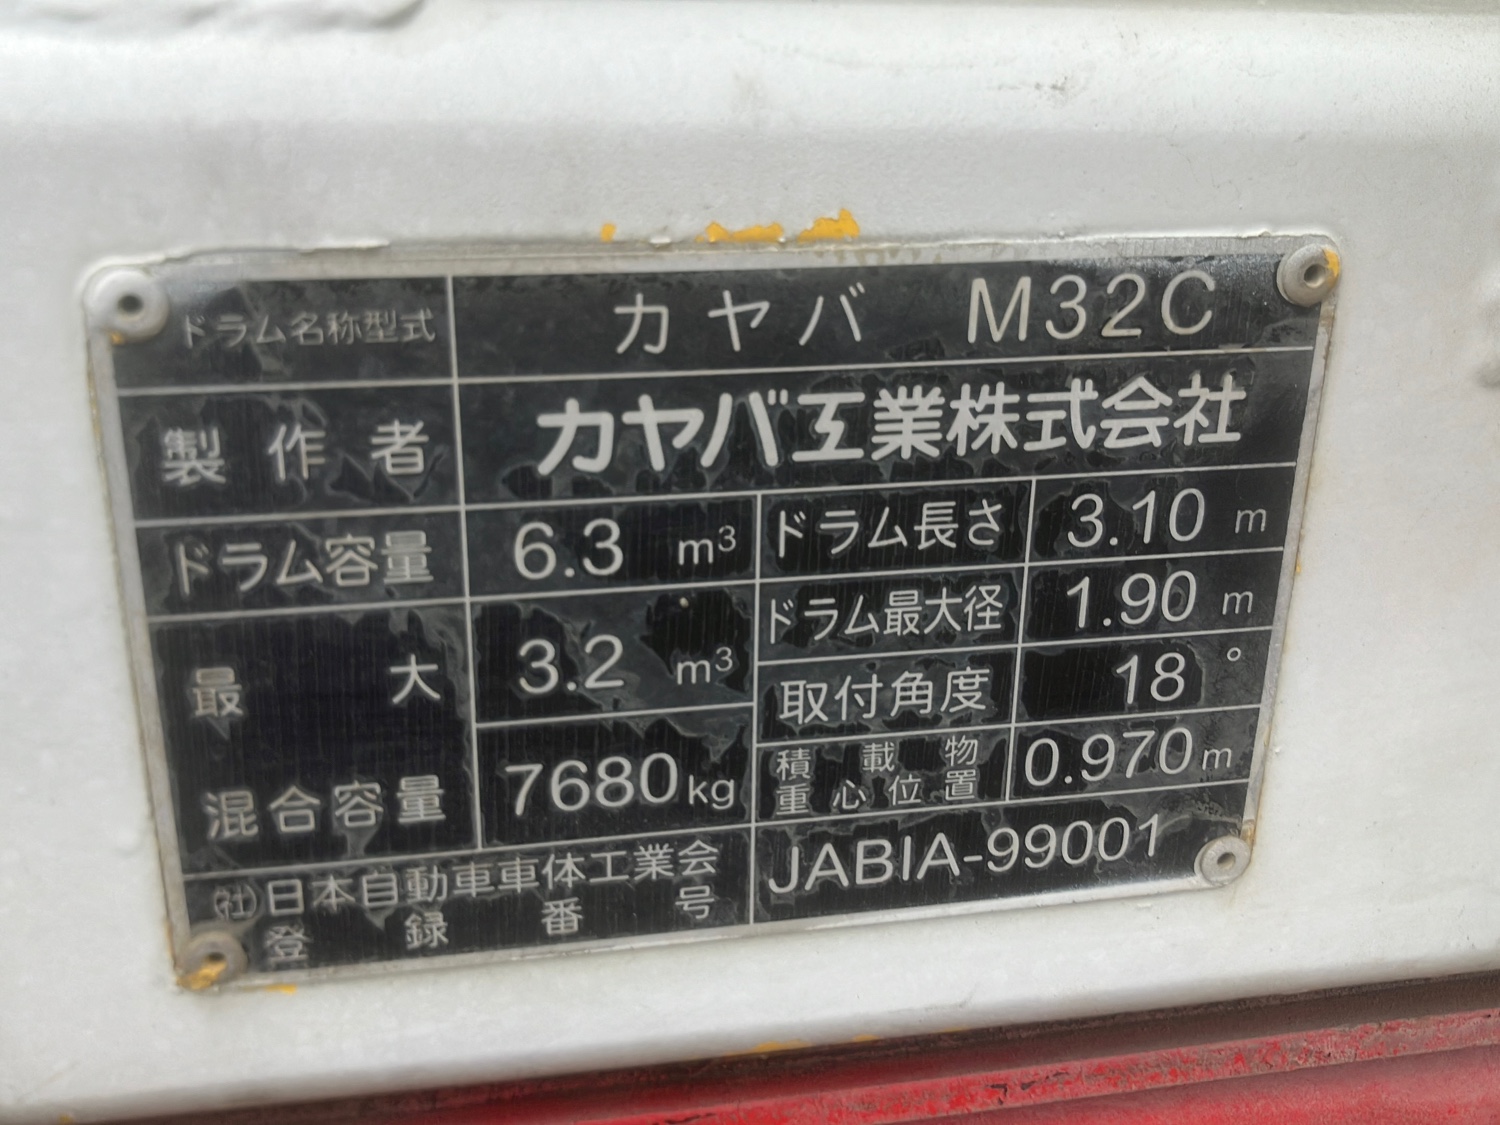 ドラム名称型式 カヤバ M32C
製作者 カヤバ工業株式会社
ドラム容量 6.3 m³ ドラム長さ 3.10 m
ドラム最大径 1.90 m
最大混合容量 3.2 m³
取付角度 18°
7680kg
積載物重心位置 0.970m
㈳日本自動車車体工業会
登録番号
JABIA-99001